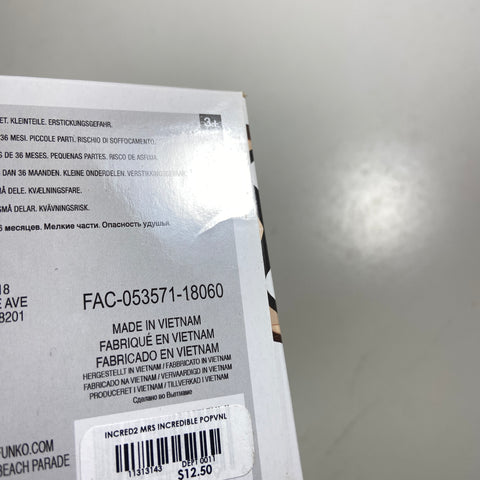 ET. KLEINTEILE. ERSTICKUNGSGEFAHR.
3+
36 MESI. PICCOLE PARTI. RISCHIO DI SOFFOCAMENTO.
S DE 36 MESES. PEQUENAS PARTES. RISCO DE ASFIXIA.
DAN 36 MAANDEN. KLEINE ONDERDELEN. VERSTIKKINGSGEVAAR.
MÅ DELE. KVÆLNINGSFARE.
SMÅ DELAR. KVÄVNINGSRISK.
6 месяцев. Мелкие части. Опасность удушья.
18
E AVE
8201
FAC-053571-18060
MADE IN VIETNAM
FABRIQUÉ EN VIETNAM
FABRICADO EN VIETNAM
HERGESTELLT IN VIETNAM / FABBRICATO IN VIETNAM
FABRICADO NA VIETNAM / VERVAARDIGD IN VIETNAM
PRODUCERET I VIETNAM / TILLVERKAD I VIETNAM
Сделано во Вьетнаме
FUNKO.COM
BEACH PARADE
INCRED2 MRS INCREDIBLE POPVNL
11313143
DEPT 0011
$12.50